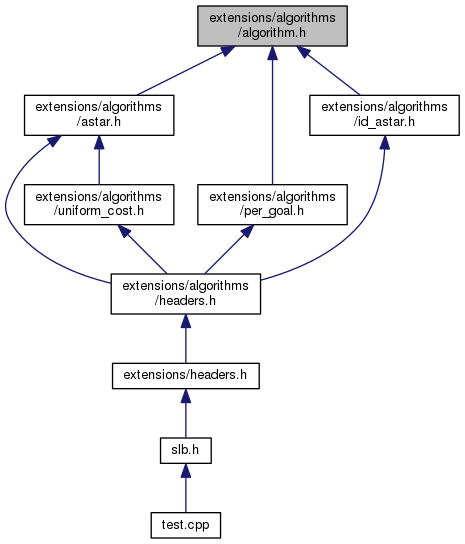 extensions/algorithms
/algorithm.h
extensions/algorithms
/astar.h
extensions/algorithms
/id_astar.h
extensions/algorithms
/uniform_cost.h
extensions/algorithms
/per_goal.h
extensions/algorithms
/headers.h
extensions/headers.h
slb.h
test.cpp